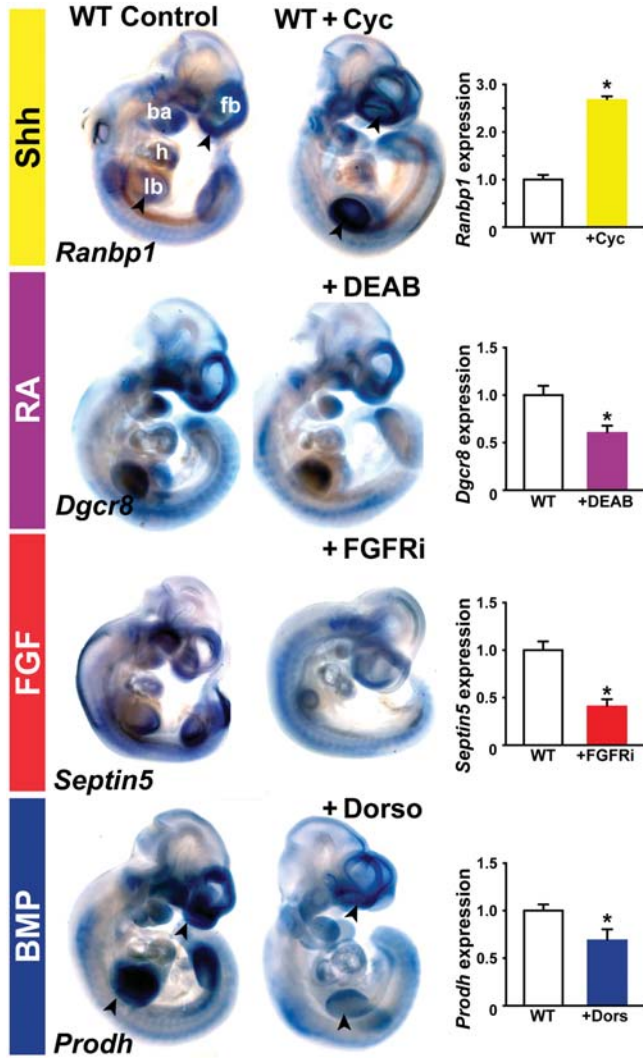 WT Control
WT + Cyc
Shh
ba
fb
h
lb
Ranbp1
Ranbp1 expression
3.0
2.0
1.0
0
*
WT
+Cyc
RA
+ DEAB
Dgcr8
Dgcr8 expression
1.5
1.0
0.5
0
*
WT
+DEAB
FGF
+ FGFRi
Septin5
Septin5 expression
1.5
1.0
0.5
0
*
WT
+FGFRi
BMP
+ Dorso
Prodh
Prodh expression
1.5
1.0
0.5
0
*
WT
+Dors